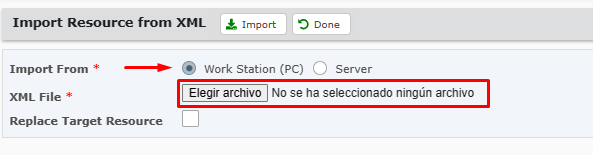 Import Resource from XML Import Done
Import From * Work Station (PC) Server
XML File * Elegir archivo No se ha seleccionado ningún archivo
Replace Target Resource